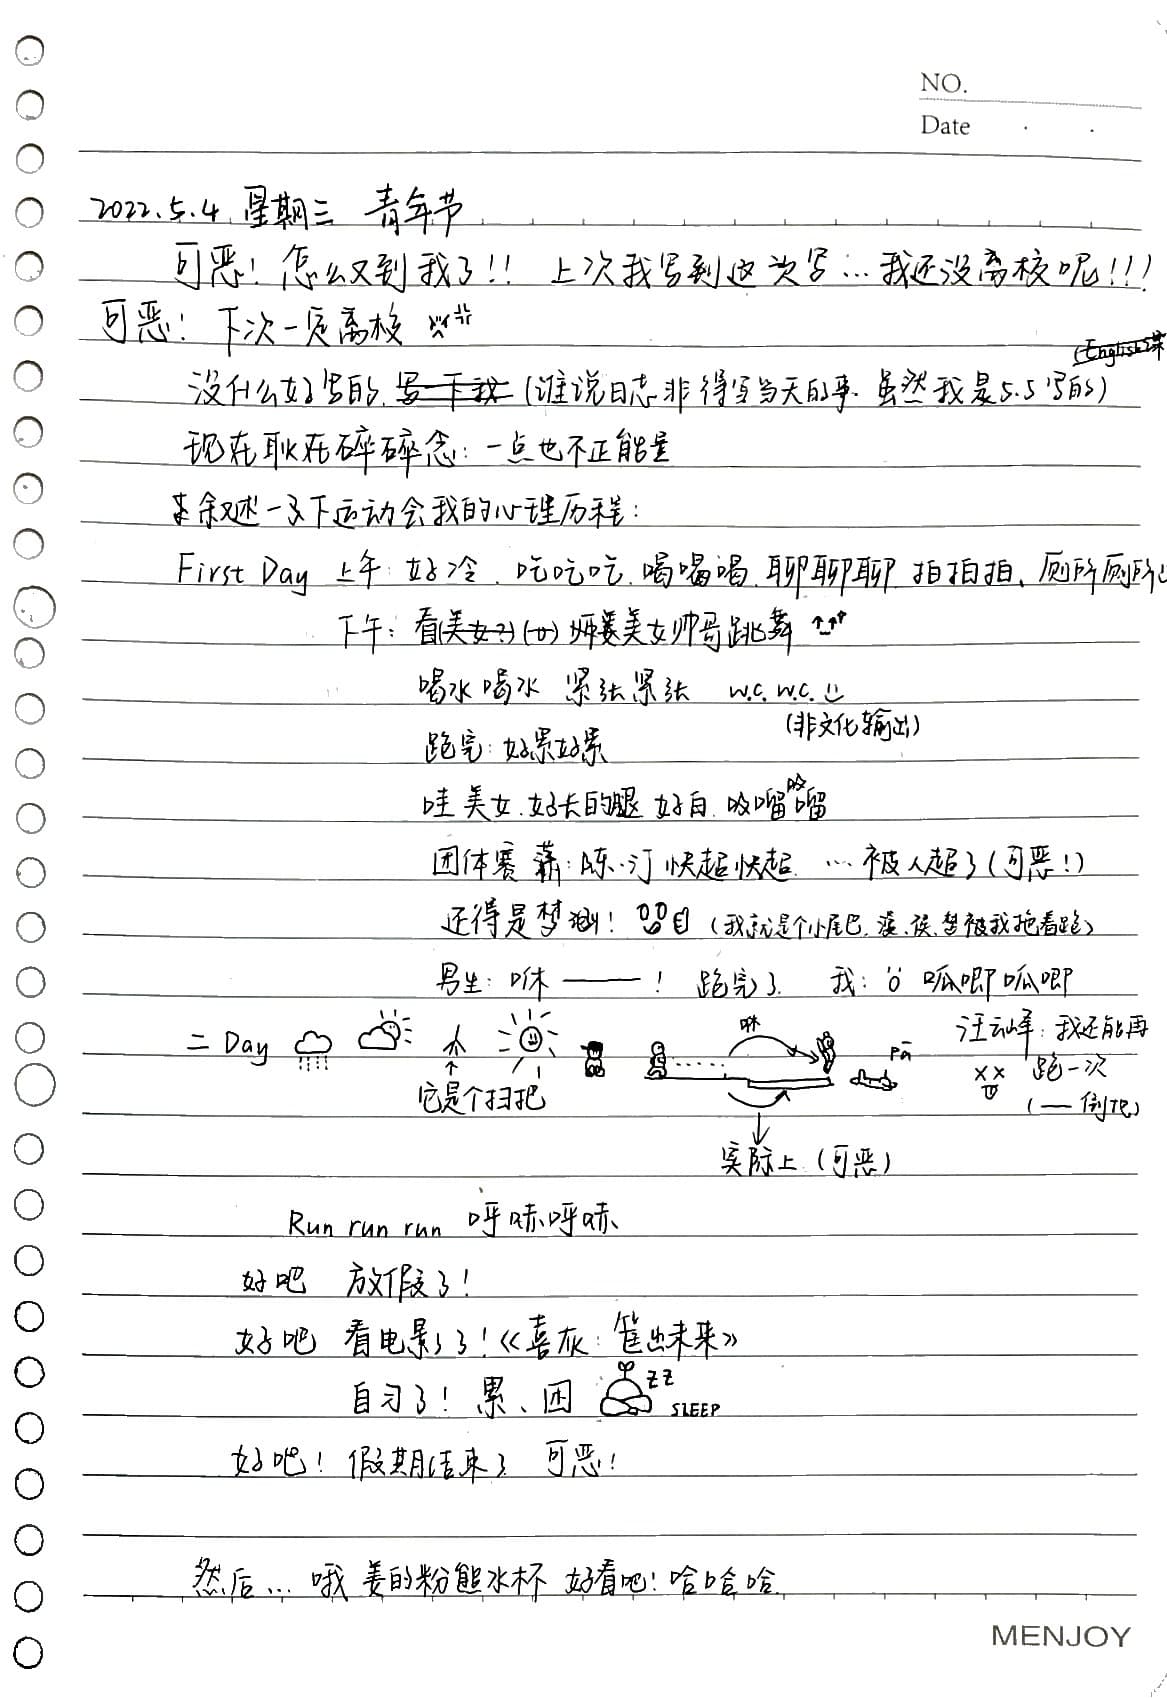 NO.
Date
2022.5.4 星期三 青年节
可恶！怎么又到我了!! 上次我写到这次写…我还没离校呢!!!
可恶！下次一定离校
(English课
没什么好写的. 写一下我 (谁说日志非得写当天的事. 虽然我是5.5写的)
现在耿在碎碎念: 一点也不正能量
来叙述一下运动会我的心理历程:
First Day 上午: 好冷. 吃吃吃. 喝喝喝. 聊聊聊. 拍拍拍、厕所厕所
下午: 看(美女?) 美女帅哥跳舞
喝水喝水 紧张紧张 W.C. W.C.
(非文化输出)
跑完: 好累好累
哇 美女. 好长的腿 好白. 吸溜吸溜
团体赛 陈、汀 快起快起. …被人超了(可恶!)
还得是梦 ! (我就是个小尾巴. 被我拖着跑)
男生: 咻——! 跑完了 我: 呱唧呱唧
二 Day
咻
汪云峰: 我还能再
跑一次
Pā
它是个扫把
(一 倒地)
实际上 (可恶)
Run run run 呼哧呼哧
好吧 放假了!
好吧 看电影了!《喜灰: 筐出未来》
自习了! 累、困 ZZ
SLEEP
好吧! 假期结束了 可恶!
然后… 哦 姜的粉熊水杯 好看吧! 哈哈哈
MENJOY